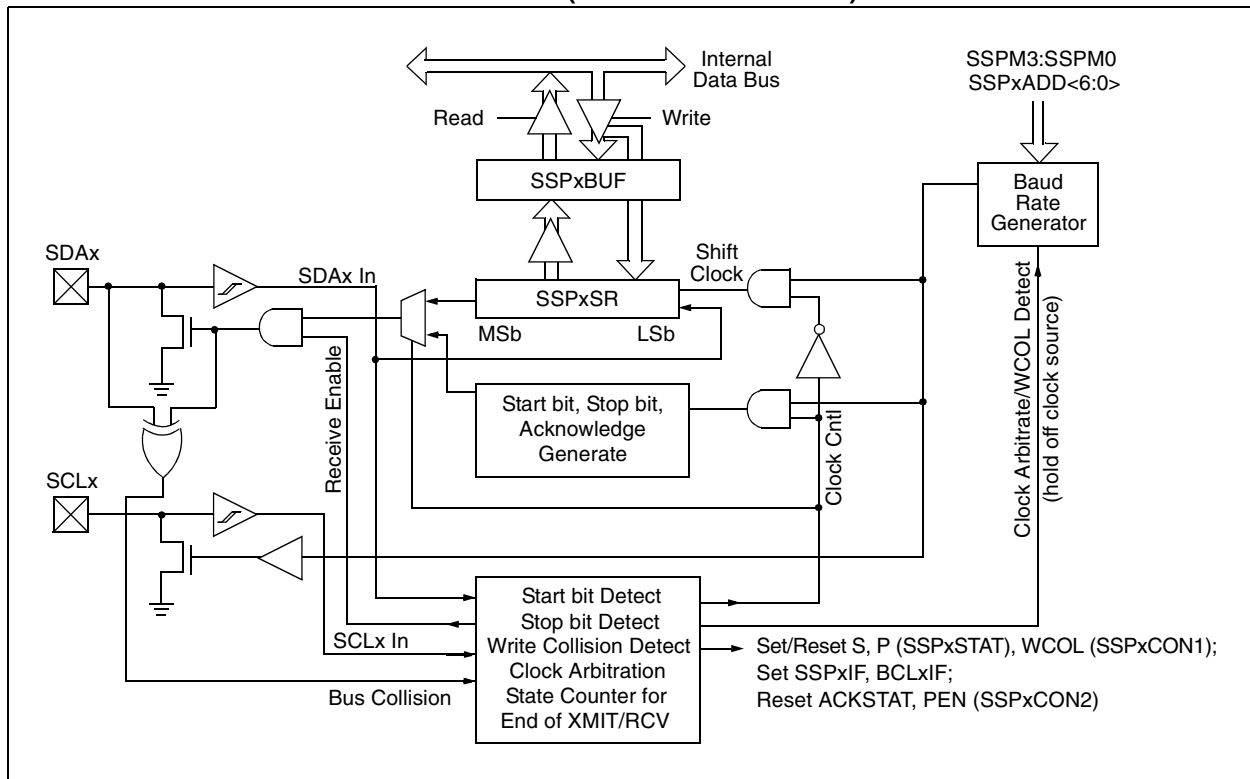 Internal
Data Bus
SSPM3:SSPM0
SSPxADD<6:0>
Read
Write
SSPxBUF
Baud
Rate
Generator
SDAx
SDAx In
Shift
Clock
SSPxSR
MSb
LSb
Receive Enable
Start bit, Stop bit,
Acknowledge
Generate
Clock Cntl
Clock Arbitrate/WCOL Detect
(hold off clock source)
SCLx
SCLx In
Bus Collision
Start bit Detect
Stop bit Detect
Write Collision Detect
Clock Arbitration
State Counter for
End of XMIT/RCV
Set/Reset S, P (SSPxSTAT), WCOL (SSPxCON1);
Set SSPxIF, BCLxIF;
Reset ACKSTAT, PEN (SSPxCON2)